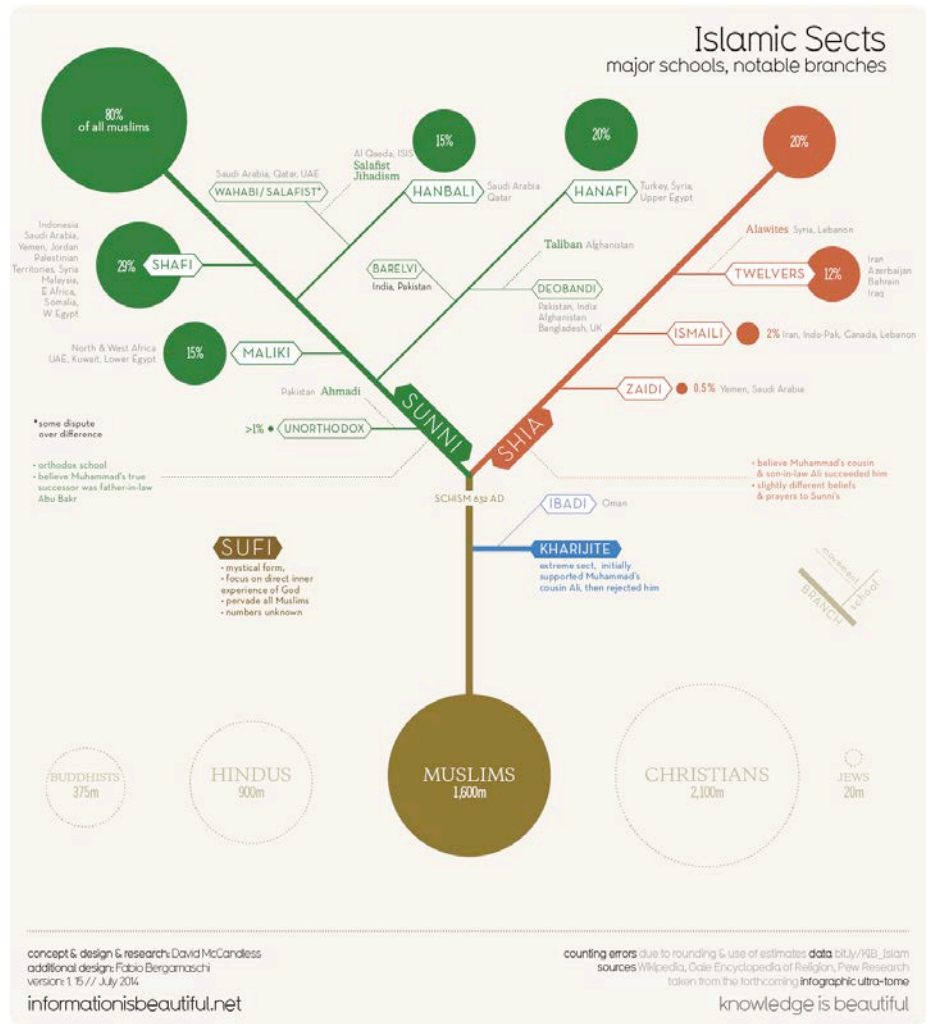 Islamic Sects
major schools, notable branches
80%
of all muslims
Saudi Arabia, Qatar, UAE
WAHABI / SALAFIST*
Al Qaeda, ISIS
Salafist
Jihadism
15%
HANBALI
Saudi Arabia
Qatar
20%
HANAFI
Turkey, Syria,
Upper Egypt
20%
Indonesia
Saudi Arabia,
Yemen, Jordan
Palestinian
Territories, Syria
Malaysia,
E Africa,
Somalia,
W Egypt
29%
SHAFI
BARELVI
India, Pakistan
Taliban Afghanistan
DEOBANDI
Pakistan, India
Afghanistan
Bangladesh, UK
Alawites Syria, Lebanon
TWELVERS
12%
Iran
Azerbaijan
Bahrain
Iraq
ISMAILI
2% Iran, Indo-Pak, Canada, Lebanon
North & West Africa
UAE, Kuwait, Lower Egypt
15%
MALIKI
ZAIDI
0.5% Yemen, Saudi Arabia
Pakistan Ahmadi
>1%
UNORTHODOX
SUNNI
SHIA
*some dispute
over difference
• orthodox school
• believe Muhammad's true
successor was father-in-law
Abu Bakr
• believe Muhammad's cousin
& son-in-law Ali succeeded him
• slightly different beliefs
& prayers to Sunni's
SCHISM 632 AD
IBADI
Oman
KHARIJITE
extreme sect, initially
supported Muhammad's
cousin Ali, then rejected him
SUFI
• mystical form,
• focus on direct inner
experience of God
• pervade all Muslims
• numbers unknown
movement
school
BRANCH
BUDDHISTS
375m
HINDUS
900m
MUSLIMS
1,600m
CHRISTIANS
2,100m
JEWS
20m
concept & design & research: David McCandless
additional design: Fabio Bergamaschi
version: 1. 15 // July 2014
informationisbeautiful.net
counting errors due to rounding & use of estimates data bit.ly/KIB_Islam
sources Wikipedia, Gale Encyclopedia of Religion, Pew Research
taken from the forthcoming infographic ultra-tome
knowledge is beautiful